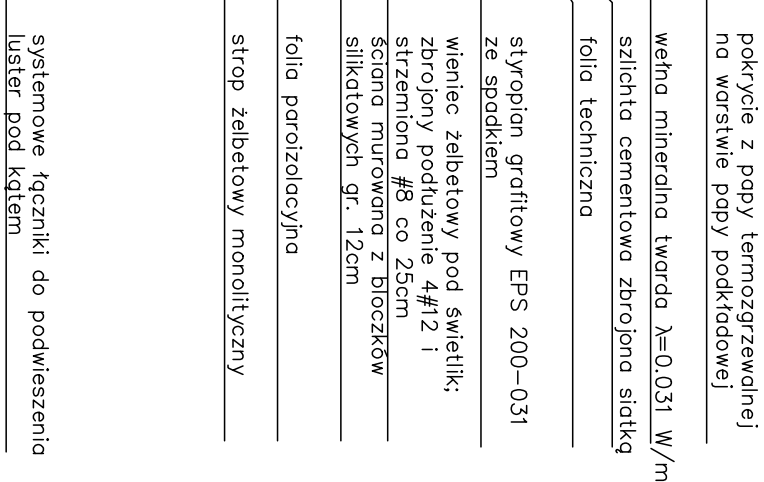 pokrycie z papy termozgrzewalnej
na warstwie papy podkładowej
wełna mineralna twarda λ=0.031 W/m
szlichta cementowa zbrojona siatką
folia techniczna
styropian grafitowy EPS 200-031
ze spadkiem
wieniec żelbetowy pod świetlik;
zbrojony podłużenie 4#12 i
strzemiona #8 co 25cm
ściana murowana z bloczków
silikatowych gr. 12cm
folia paroizolacyjna
strop żelbetowy monolityczny
systemowe łączniki do podwieszenia
luster pod kątem